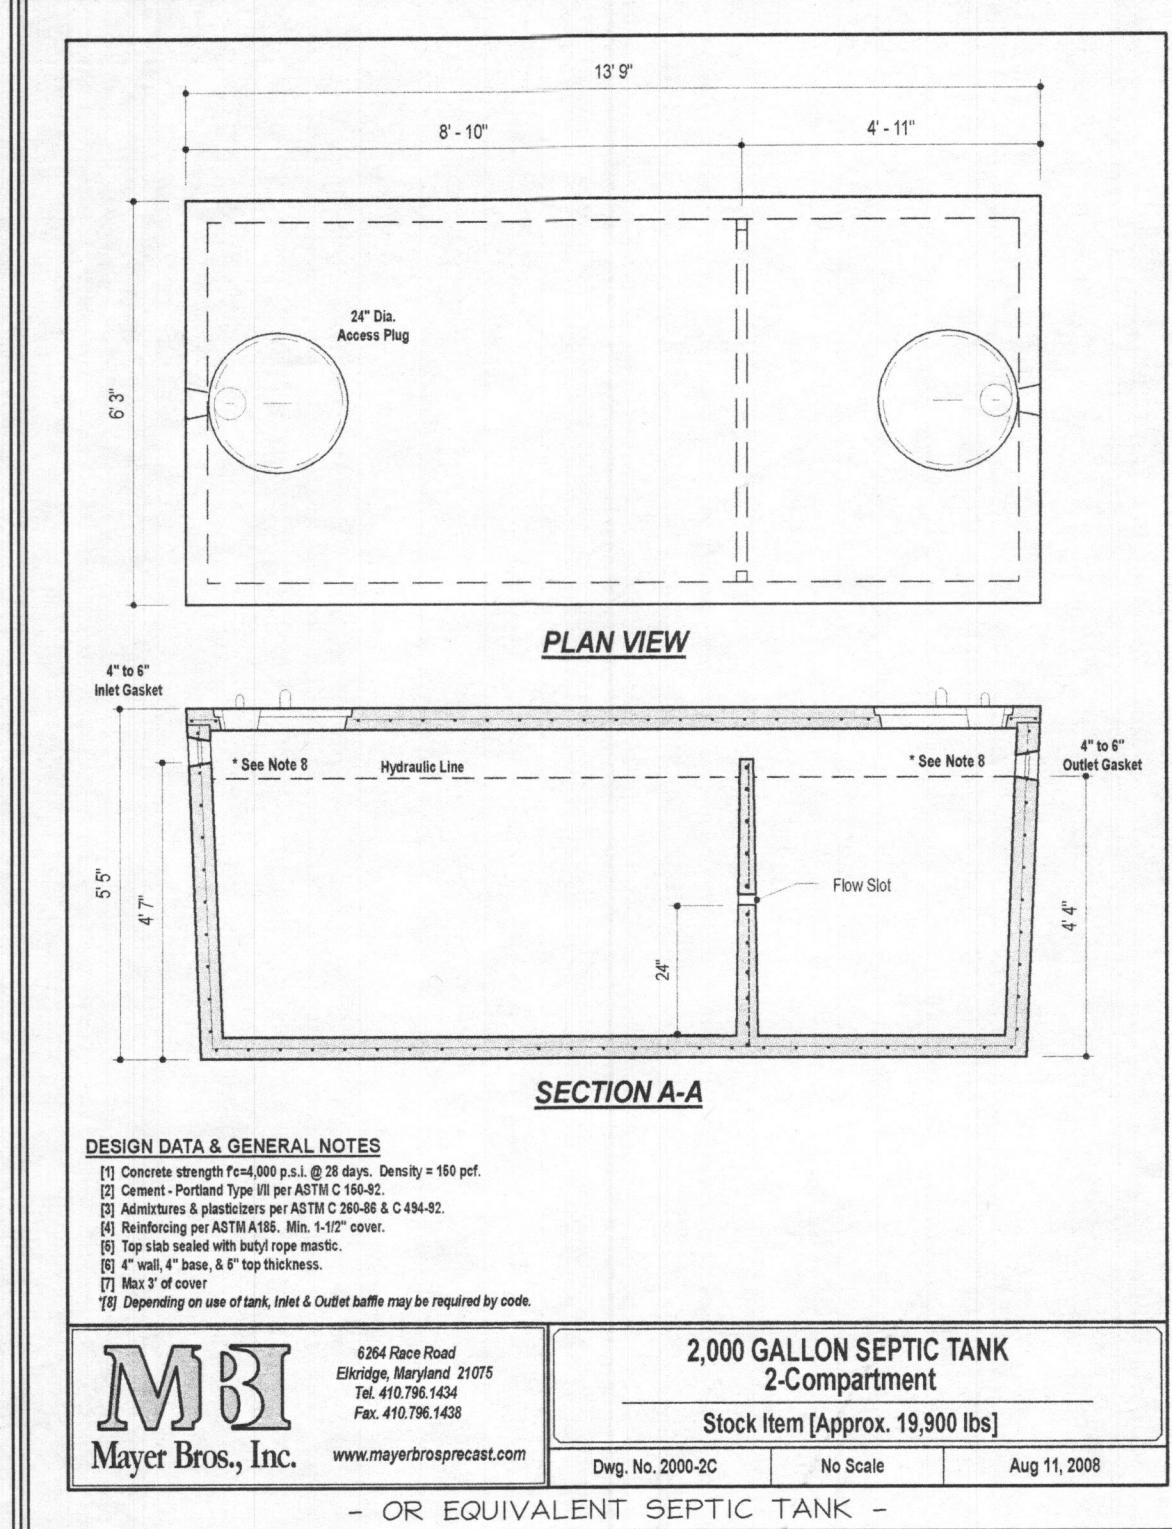 13' 9"
8' - 10"
4' - 11"
24" Dia.
Access Plug
6' 3"
PLAN VIEW
4" to 6"
Inlet Gasket
* See Note 8
Hydraulic Line
* See Note 8
4" to 6"
Outlet Gasket
5' 5"
4' 7"
Flow Slot
24"
4' 4"
SECTION A-A
DESIGN DATA & GENERAL NOTES
[1] Concrete strength f'c=4,000 p.s.i. @ 28 days. Density = 150 pcf.
[2] Cement - Portland Type I/II per ASTM C 150-92.
[3] Admixtures & plasticizers per ASTM C 260-86 & C 494-92.
[4] Reinforcing per ASTM A185. Min. 1-1/2" cover.
[5] Top slab sealed with butyl rope mastic.
[6] 4" wall, 4" base, & 5" top thickness.
[7] Max 3' of cover
*[8] Depending on use of tank, Inlet & Outlet baffle may be required by code.
MBI
Mayer Bros., Inc.
6264 Race Road
Elkridge, Maryland 21075
Tel. 410.796.1434
Fax. 410.796.1438
www.mayerbrosprecast.com
2,000 GALLON SEPTIC TANK
2-Compartment
Stock Item [Approx. 19,900 lbs]
Dwg. No. 2000-2C
No Scale
Aug 11, 2008
- OR EQUIVALENT SEPTIC TANK -